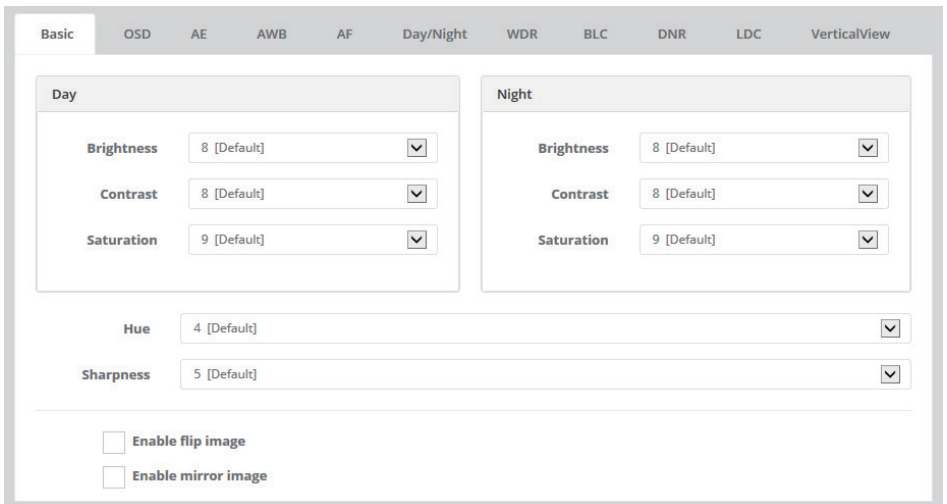 Basic OSD AE AWB AF Day/Night WDR BLC DNR LDC VerticalView
Day
Brightness 8 [Default]
Contrast 8 [Default]
Saturation 9 [Default]
Night
Brightness 8 [Default]
Contrast 8 [Default]
Saturation 9 [Default]
Hue 4 [Default]
Sharpness 5 [Default]
Enable flip image
Enable mirror image